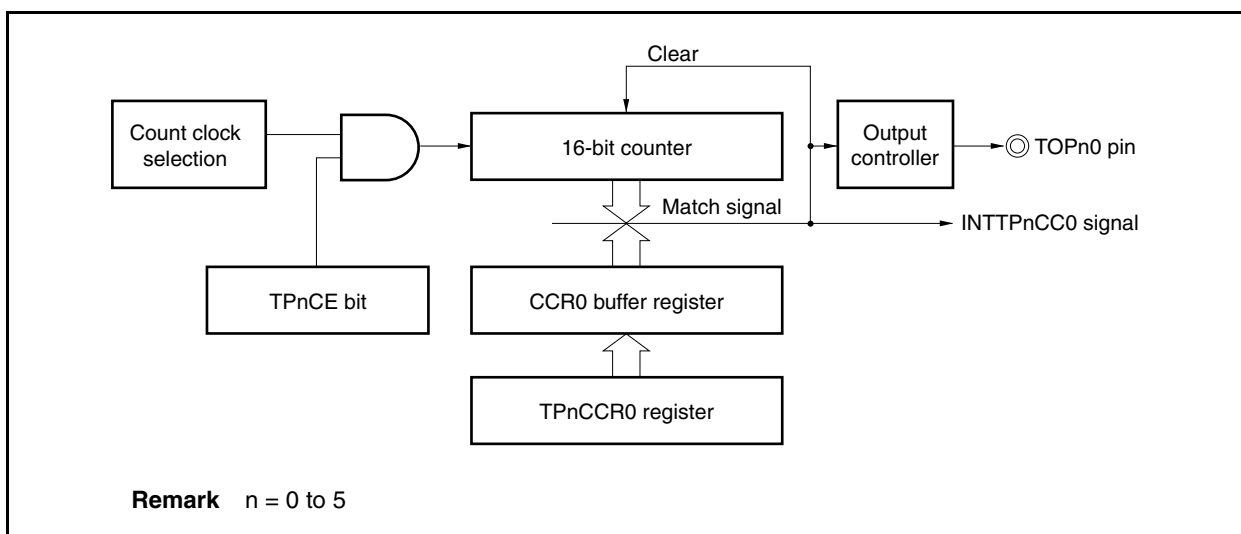 Clear
Count clock
selection
16-bit counter
Output
controller
TOPn0 pin
Match signal
INTTPnCC0 signal
TPnCE bit
CCR0 buffer register
TPnCCR0 register
Remark n = 0 to 5